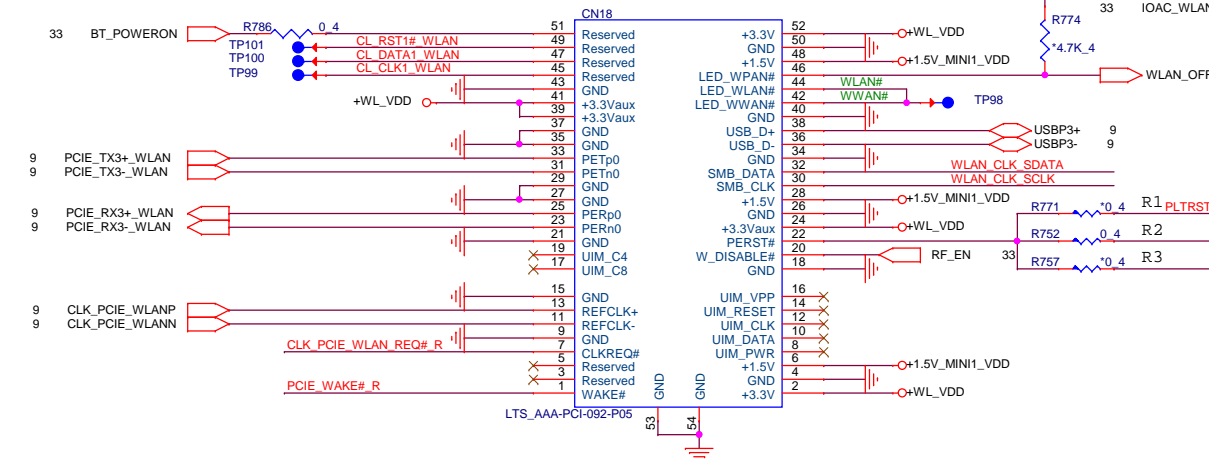 CN18
33 IOAC_WLAN
33 BT_POWERON R786 0_4 51 Reserved +3.3V 52 +WL_VDD R774
TP101 CL_RST1#_WLAN 49 Reserved GND 50
TP100 CL_DATA1_WLAN 47 Reserved +1.5V 48 +1.5V_MINI1_VDD *4.7K_4
TP99 CL_CLK1_WLAN 45 Reserved LED_WPAN# 46 WLAN_OFF
43 GND LED_WLAN# 44 WLAN#
+WL_VDD 41 +3.3Vaux LED_WWAN# 42 WWAN# TP98
39 +3.3Vaux GND 40
37 GND USB_D+ 38 USBP3+ 9
35 GND USB_D- 36 USBP3- 9
9 PCIE_TX3+_WLAN 33 PETp0 GND 34
9 PCIE_TX3-_WLAN 31 PETn0 SMB_DATA 32 WLAN_CLK_SDATA
29 GND SMB_CLK 30 WLAN_CLK_SCLK
27 GND +1.5V 28 +1.5V_MINI1_VDD
9 PCIE_RX3+_WLAN 25 PERp0 GND 26 R771 *0_4 R1 PLTRST
9 PCIE_RX3-_WLAN 23 PERn0 +3.3Vaux 24 +WL_VDD
21 GND PERST# 22 R752 0_4 R2
19 UIM_C4 W_DISABLE# 20 RF_EN 33
17 UIM_C8 GND 18 R757 *0_4 R3
15 GND UIM_VPP 16
9 CLK_PCIE_WLANP 13 REFCLK+ UIM_RESET 14
9 CLK_PCIE_WLANN 11 REFCLK- UIM_CLK 12
9 GND UIM_DATA 10
CLK_PCIE_WLAN_REQ#_R 7 CLKREQ# UIM_PWR 8
5 Reserved +1.5V 6 +1.5V_MINI1_VDD
3 Reserved GND 4
PCIE_WAKE#_R 1 WAKE# +3.3V 2 +WL_VDD
GND GND
LTS_AAA-PCI-092-P05
53 54